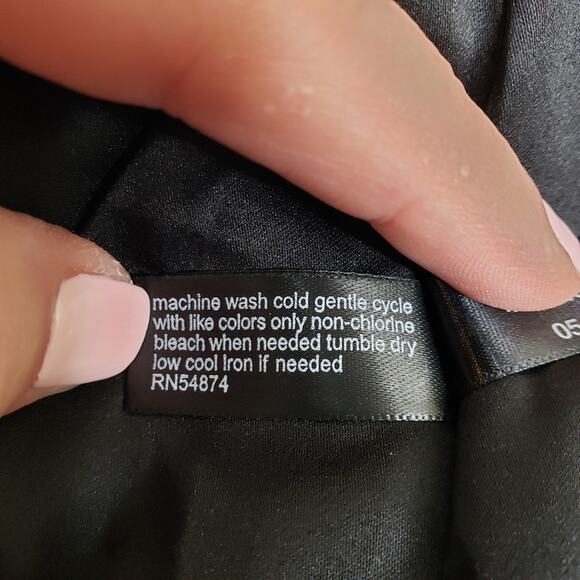 machine wash cold gentle cycle
with like colors only non-chlorine
bleach when needed tumble dry
low cool Iron if needed
RN54874
05